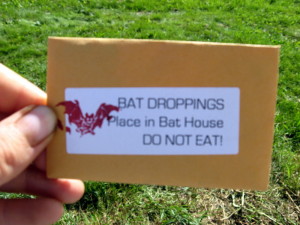 BAT DROPPINGS
Place in Bat House
DO NOT EAT!